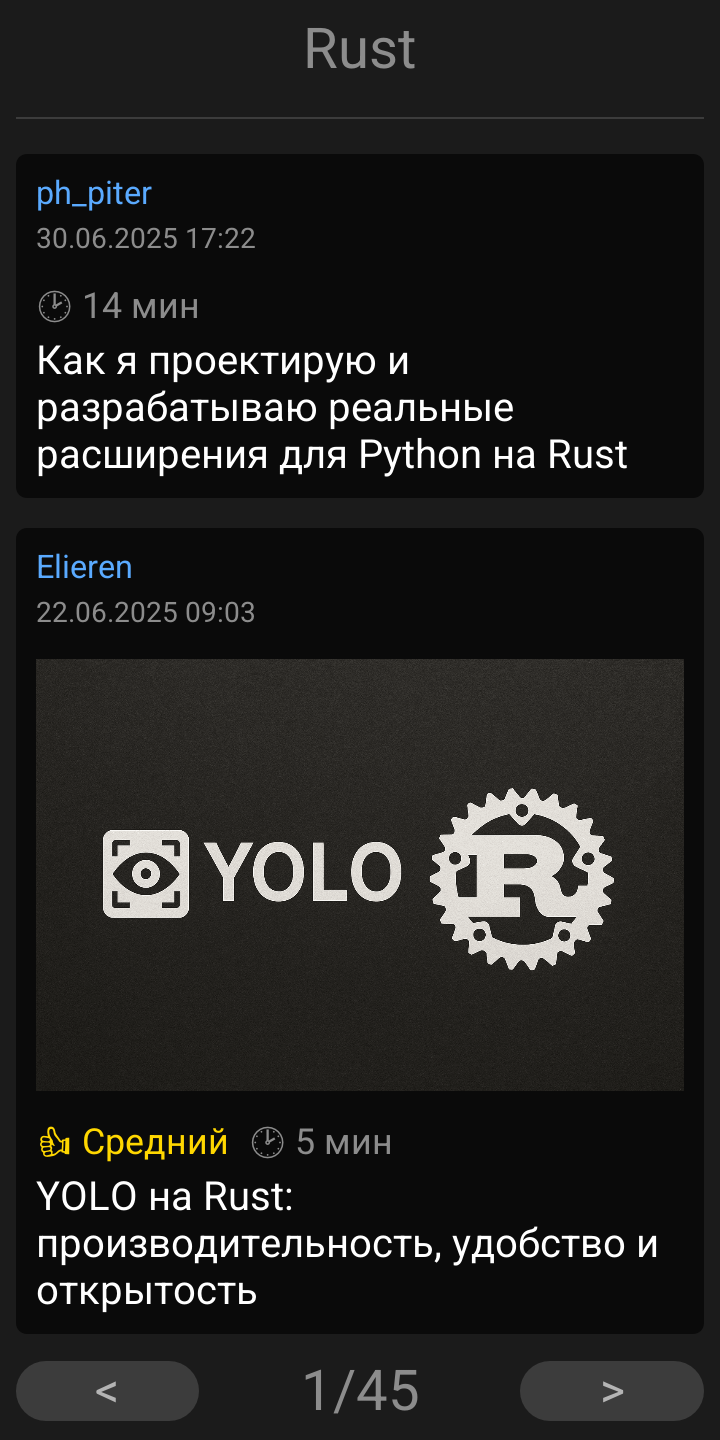 Rust
ph_piter
30.06.2025 17:22
14 мин
Как я проектирую и
разрабатываю реальные
расширения для Python на Rust
Elieren
22.06.2025 09:03
YOLO R
Средний 5 мин
YOLO на Rust:
производительность, удобство и
открытость
< 1/45 >